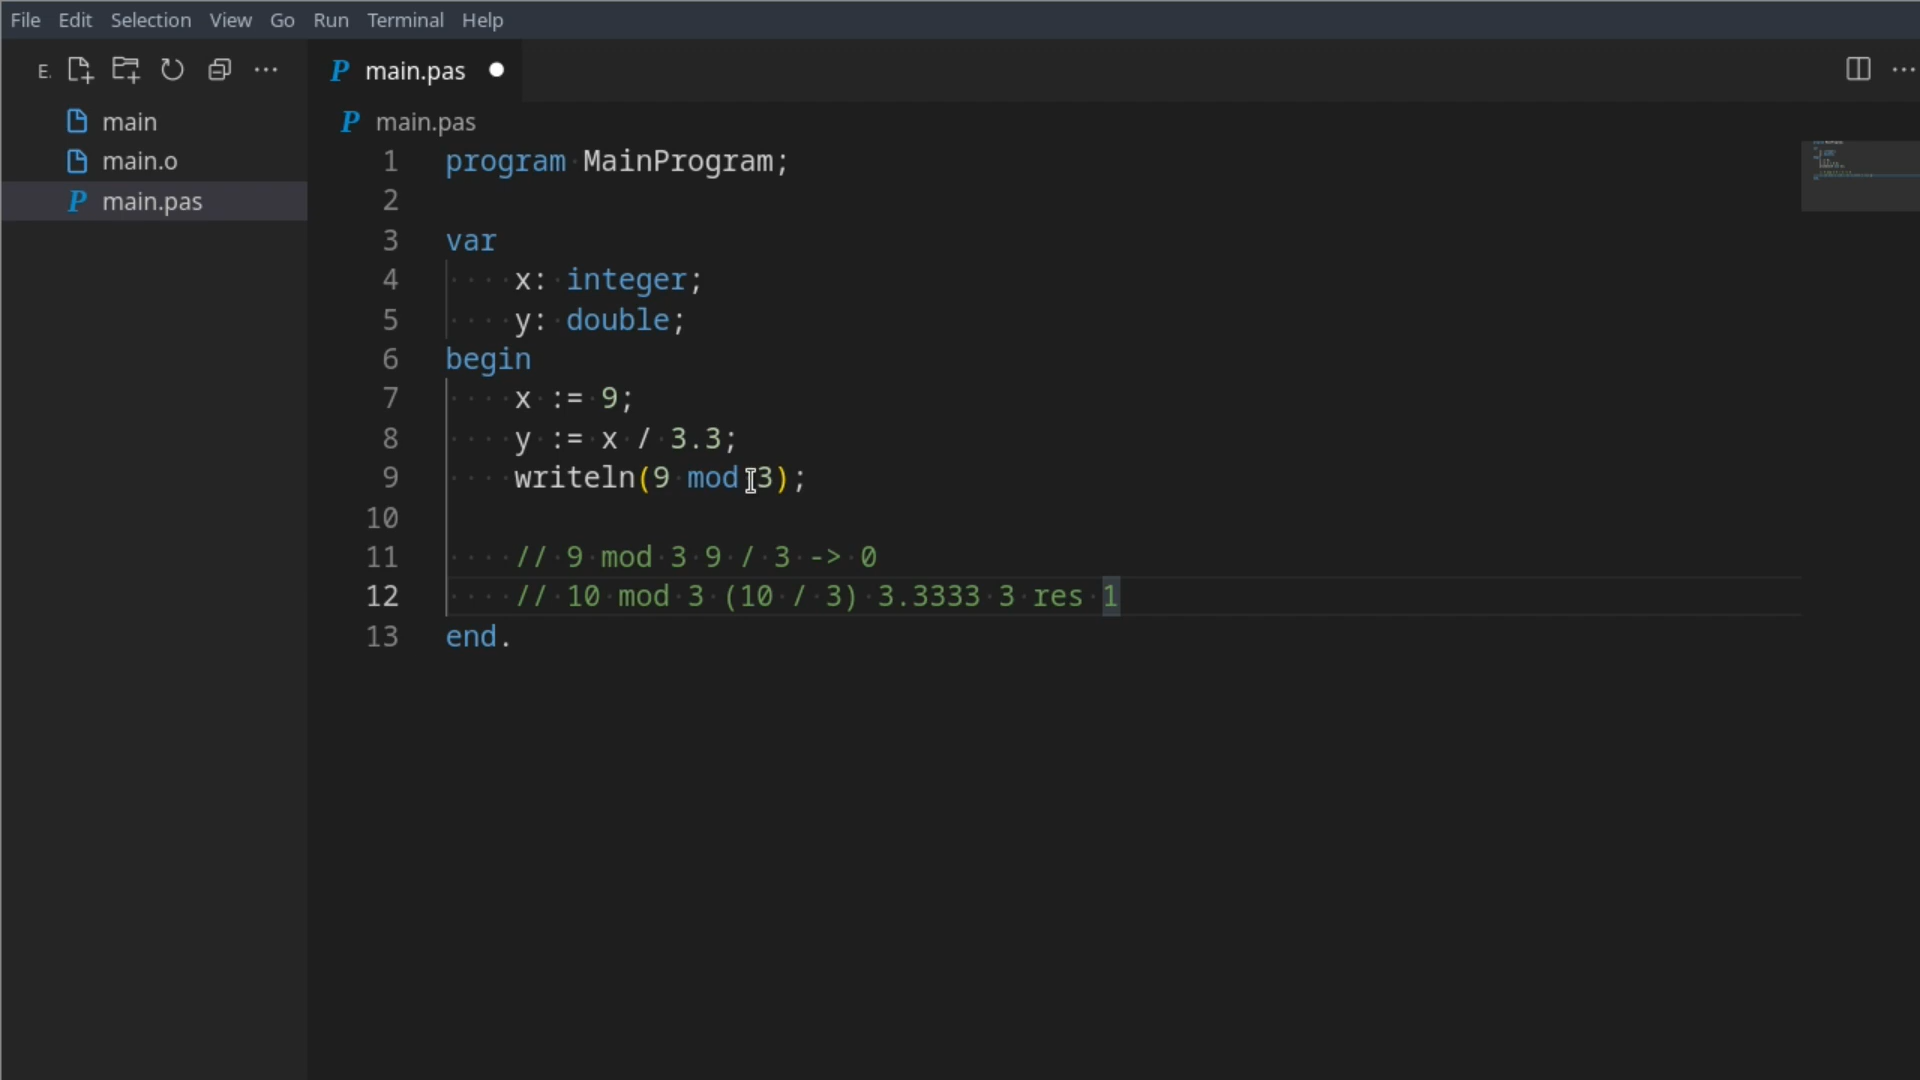 File Edit Selection View Go Run Terminal Help
E.
main.pas
main
main.o
main.pas
main.pas
1 program MainProgram;
2
3 var
4 x: integer;
5 y: double;
6 begin
7 x := 9;
8 y := x / 3.3;
9 writeln(9 mod 3);
10
11 // 9 mod 3 9 / 3 -> 0
12 // 10 mod 3 (10 / 3) 3.3333 3 res 1
13 end.